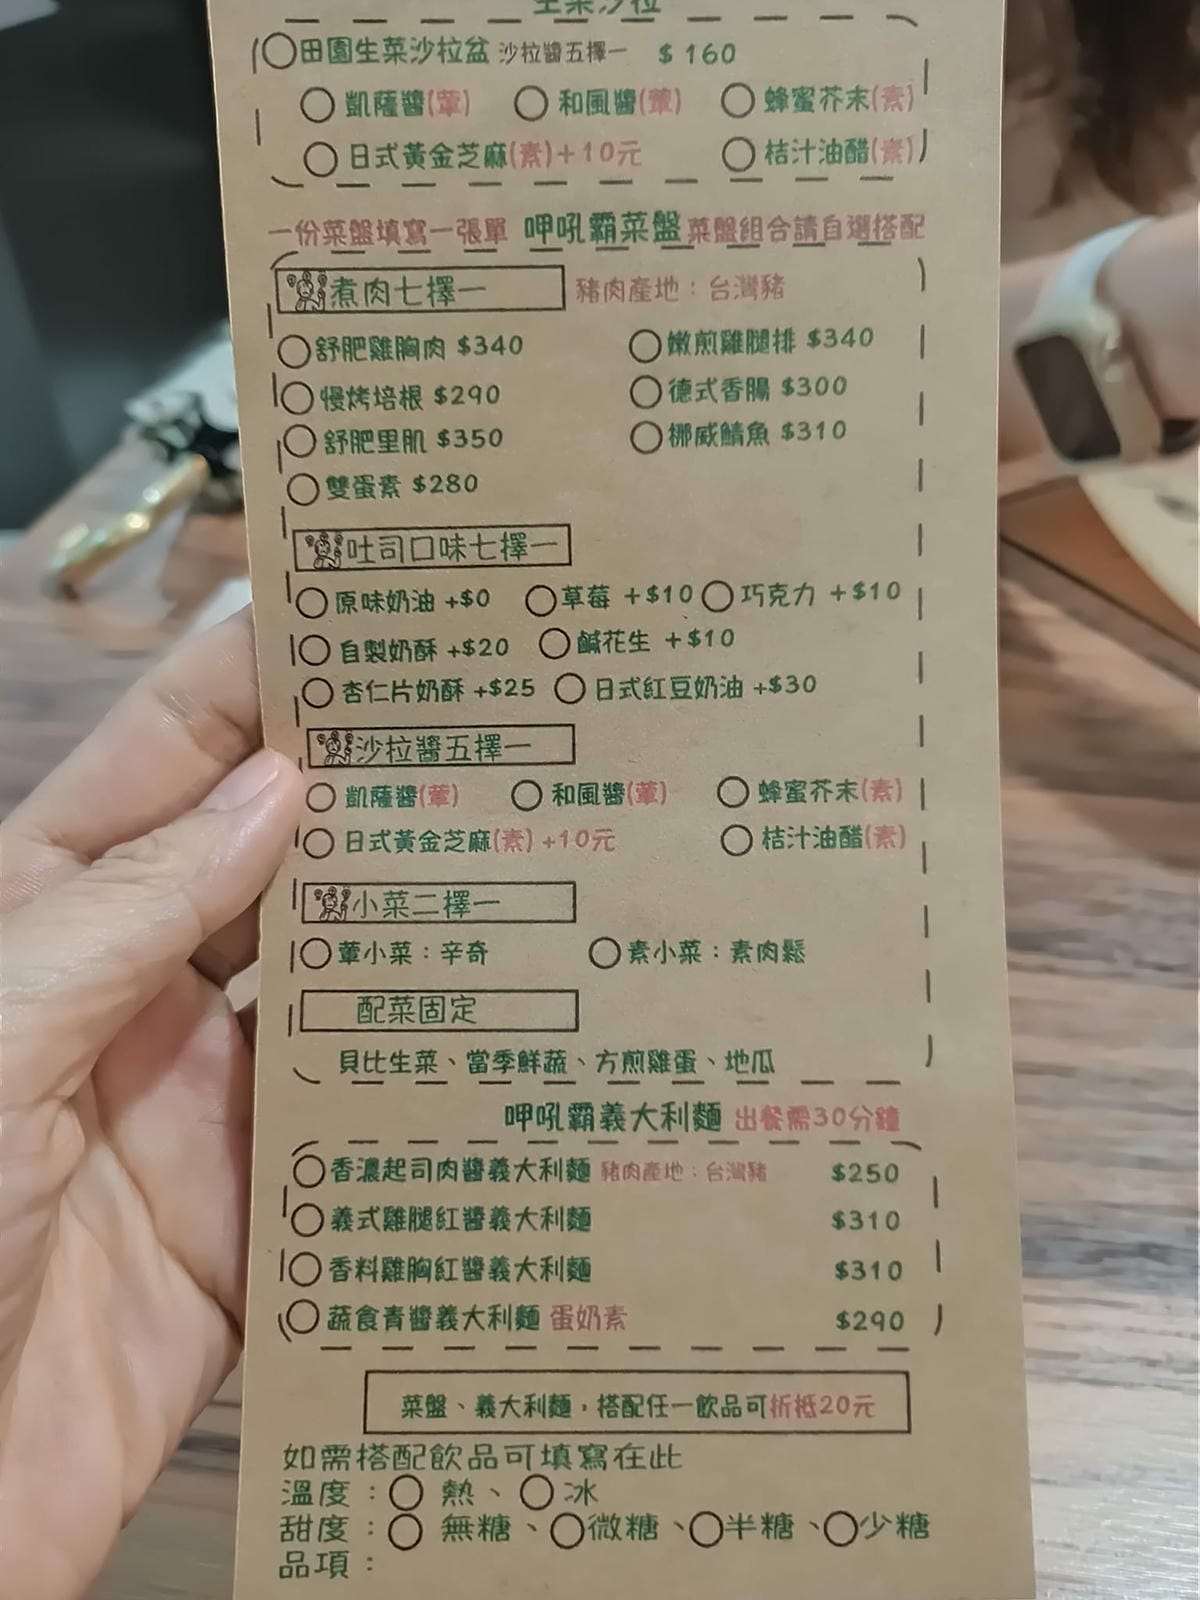 生菜沙拉
田園生菜沙拉盆 沙拉醬五擇一 $160
凱薩醬(葷) 和風醬(葷) 蜂蜜芥末(素)
日式黃金芝麻(素)+10元 桔汁油醋(素)
一份菜盤填寫一張單 呷吼霸菜盤 菜盤組合請自選搭配
煮肉七擇一 豬肉產地：台灣豬
舒肥雞胸肉 $340 嫩煎雞腿排 $340
慢烤培根 $290 德式香腸 $300
舒肥里肌 $350 挪威鯖魚 $310
雙蛋素 $280
吐司口味七擇一
原味奶油 +$0 草莓 +$10 巧克力 +$10
自製奶酥 +$20 鹹花生 +$10
杏仁片奶酥 +$25 日式紅豆奶油 +$30
沙拉醬五擇一
凱薩醬(葷) 和風醬(葷) 蜂蜜芥末(素)
日式黃金芝麻(素)+10元 桔汁油醋(素)
小菜二擇一
葷小菜：辛奇 素小菜：素肉鬆
配菜固定
貝比生菜、當季鮮蔬、方煎雞蛋、地瓜
呷吼霸義大利麵 出餐需30分鐘
香濃起司肉醬義大利麵 豬肉產地：台灣豬 $250
義式雞腿紅醬義大利麵 $310
香料雞胸紅醬義大利麵 $310
蔬食青醬義大利麵 蛋奶素 $290
菜盤、義大利麵，搭配任一飲品可折抵20元
如需搭配飲品可填寫在此
溫度：熱、冰
甜度：無糖、微糖、半糖、少糖
品項：